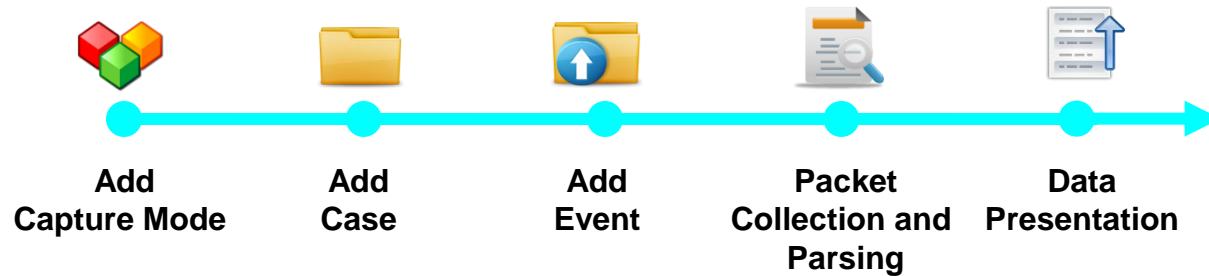 Add
Capture Mode
Add
Case
Add
Event
Packet
Collection and
Parsing
Data
Presentation